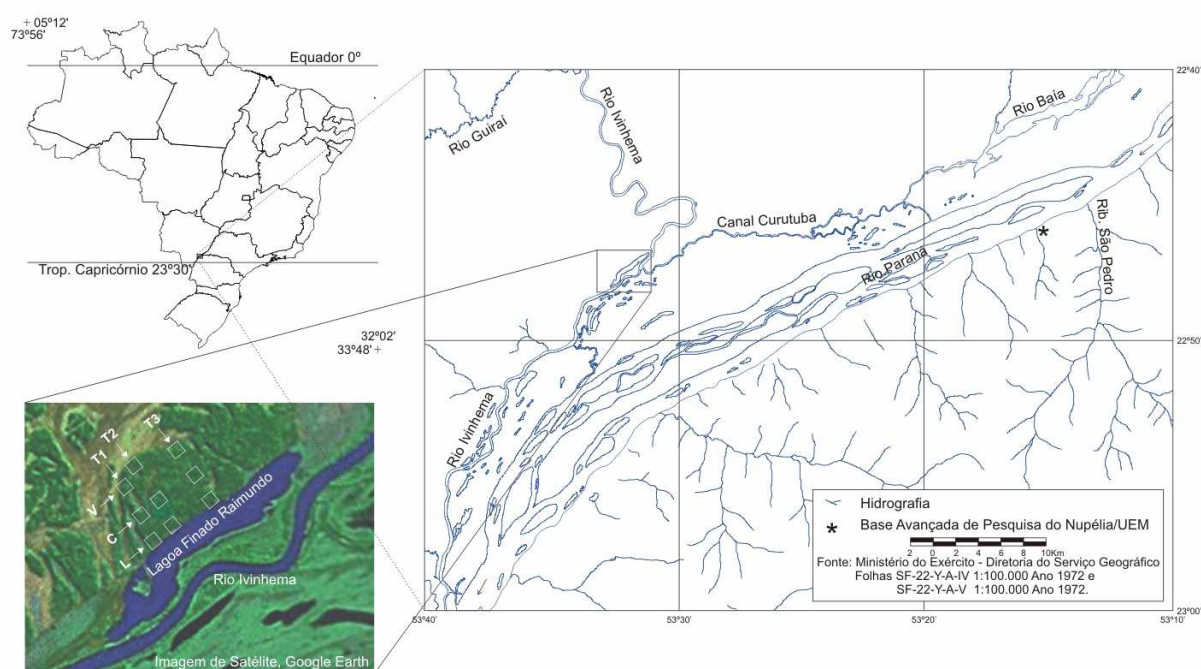 + 05º12'
73º56'
Equador 0º
Trop. Capricórnio 23º30'
32º02'
33º48' +
22º40'
Rio Guiraí
Rio Ivinhema
Rio Baía
Canal Curutuba
Rio Paraná
*
Rib. São Pedro
22º50'
Rio Ivinhema
T1
T2
T3
V
C
L
Lagoa Finado Raimundo
Rio Ivinhema
Imagem de Satélite, Google Earth
Hidrografia
* Base Avançada de Pesquisa do Nupélia/UEM
2 0 2 4 6 8 10Km
Fonte: Ministério do Exército - Diretoria do Serviço Geográfico
Folhas SF-22-Y-A-IV 1:100.000 Ano 1972 e
SF-22-Y-A-V 1:100.000 Ano 1972.
53º40'
53º30'
53º20'
53º10'
23º00'